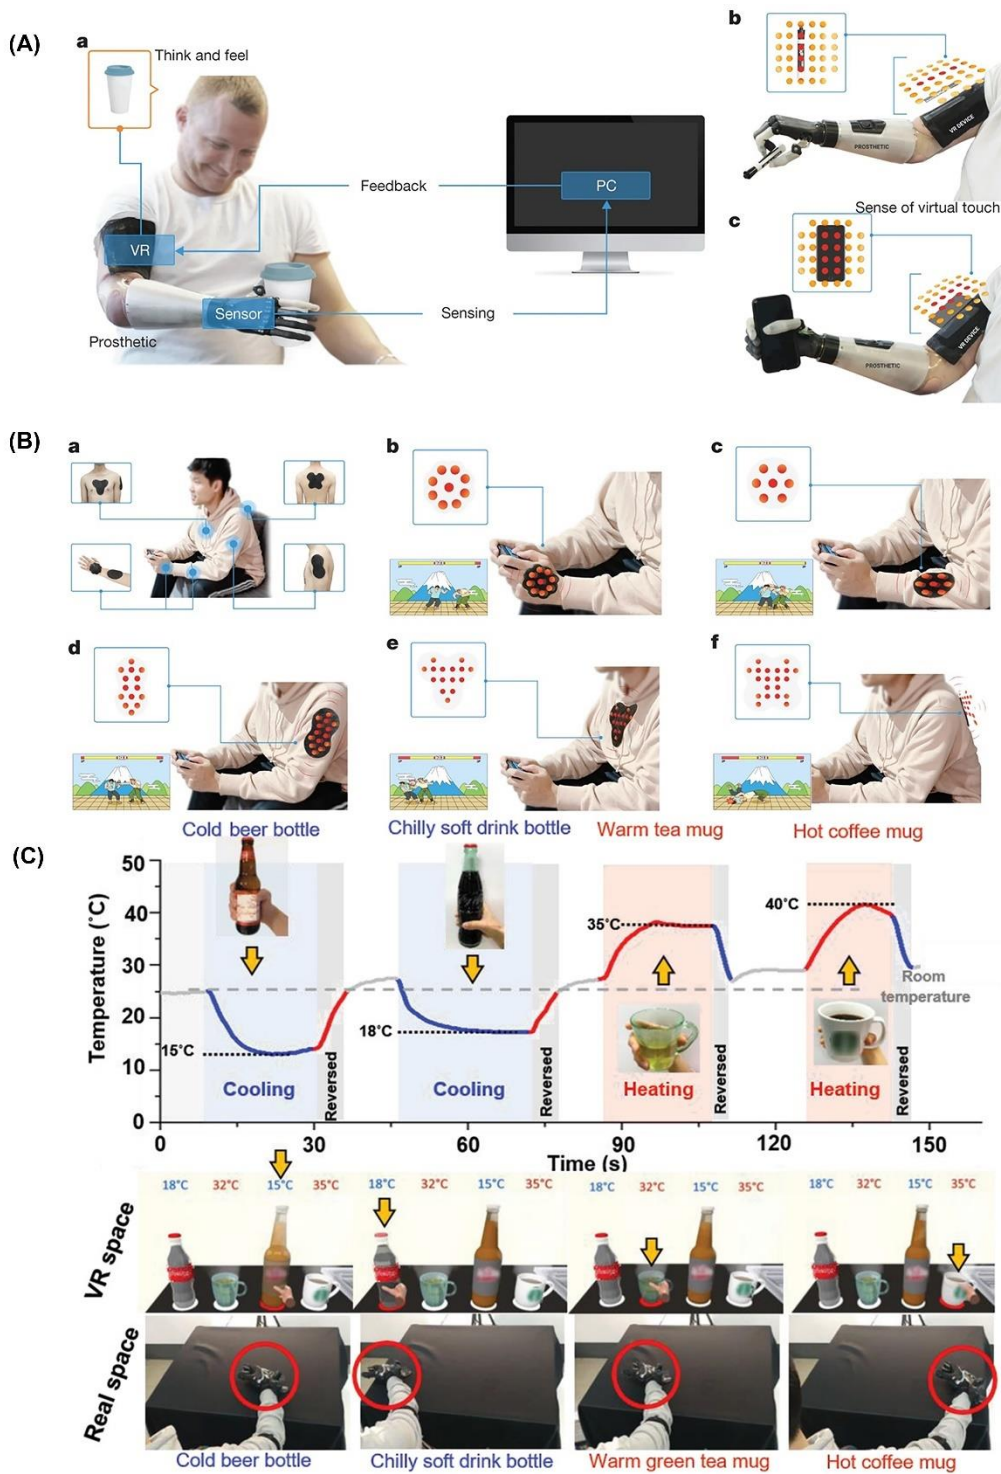 (A)
a
Think and feel
VR
Feedback
PC
Sensor
Sensing
Prosthetic
b
VR DEVICE
PROSTHETIC
Sense of virtual touch
c
VR DEVICE
PROSTHETIC
(B)
a
b
c
d
e
f
Cold beer bottle
Chilly soft drink bottle
Warm tea mug
Hot coffee mug
(C)
Temperature (°C)
50
40
30
20
10
0
15°C
18°C
35°C
40°C
Room
temperature
Cooling
Reversed
Cooling
Reversed
Heating
Reversed
Heating
Reversed
0
30
60
90
120
150
Time (s)
VR space
18°C 32°C 15°C 35°C
18°C 32°C 15°C 35°C
18°C 32°C 15°C 35°C
18°C 32°C 15°C 35°C
Real space
Cold beer bottle
Chilly soft drink bottle
Warm green tea mug
Hot coffee mug